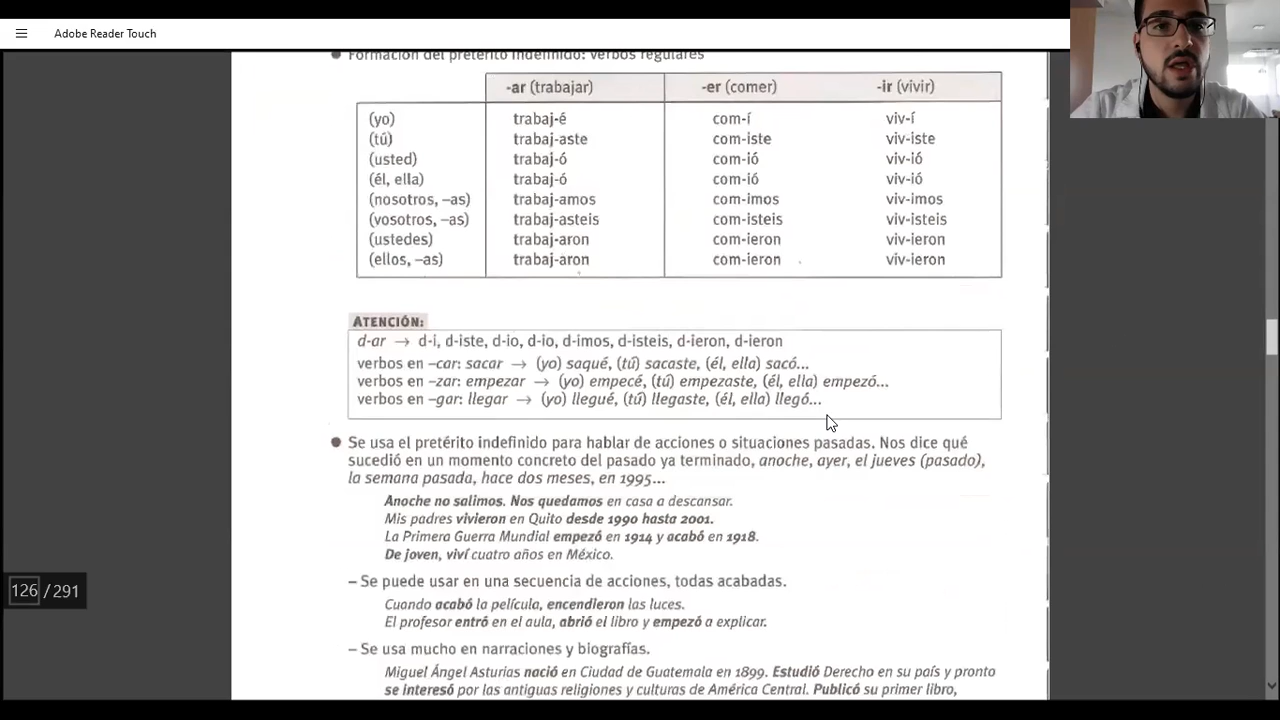 Adobe Reader Touch
Formación del pretérito indefinido: verbos regulares
-ar (trabajar) -er (comer) -ir (vivir)
(yo) trabaj-é com-í viv-í
(tú) trabaj-aste com-iste viv-iste
(usted) trabaj-ó com-ió viv-ió
(él, ella) trabaj-ó com-ió viv-ió
(nosotros, –as) trabaj-amos com-imos viv-imos
(vosotros, –as) trabaj-asteis com-isteis viv-isteis
(ustedes) trabaj-aron com-ieron viv-ieron
(ellos, –as) trabaj-aron com-ieron viv-ieron
ATENCIÓN:
d-ar → d-i, d-iste, d-io, d-io, d-imos, d-isteis, d-ieron, d-ieron
verbos en –car: sacar → (yo) saqué, (tú) sacaste, (él, ella) sacó...
verbos en –zar: empezar → (yo) empecé, (tú) empezaste, (él, ella) empezó...
verbos en –gar: llegar → (yo) llegué, (tú) llegaste, (él, ella) llegó...
● Se usa el pretérito indefinido para hablar de acciones o situaciones pasadas. Nos dice qué
sucedió en un momento concreto del pasado ya terminado, anoche, ayer, el jueves (pasado),
la semana pasada, hace dos meses, en 1995...
Anoche no salimos. Nos quedamos en casa a descansar.
Mis padres vivieron en Quito desde 1990 hasta 2001.
La Primera Guerra Mundial empezó en 1914 y acabó en 1918.
De joven, viví cuatro años en México.
– Se puede usar en una secuencia de acciones, todas acabadas.
Cuando acabó la película, encendieron las luces.
El profesor entró en el aula, abrió el libro y empezó a explicar.
– Se usa mucho en narraciones y biografías.
Miguel Ángel Asturias nació en Ciudad de Guatemala en 1899. Estudió Derecho en su país y pronto
se interesó por las antiguas religiones y culturas de América Central. Publicó su primer libro,
126 / 291